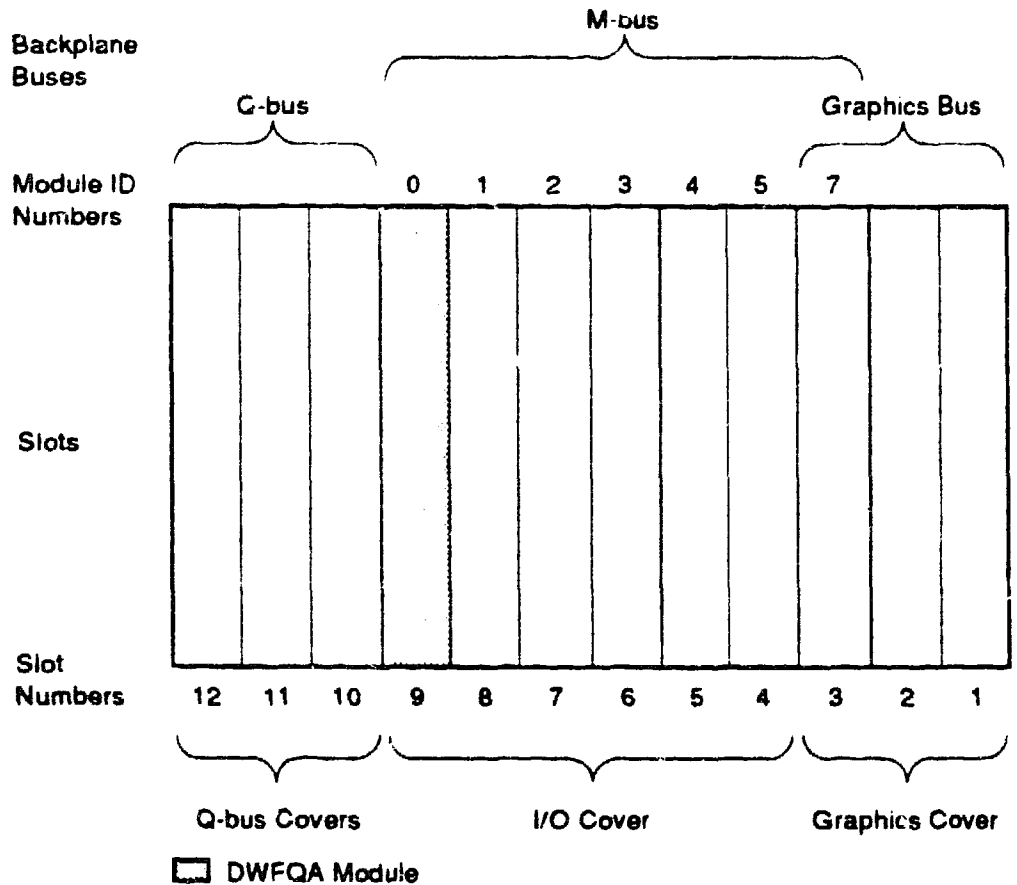 M-bus
Backplane
Buses
Q-bus
Graphics Bus
Module ID
Numbers
0 1 2 3 4 5 7
Slots
Slot
Numbers
12 11 10 9 8 7 6 5 4 3 2 1
Q-bus Covers
I/O Cover
Graphics Cover
DWFQA Module